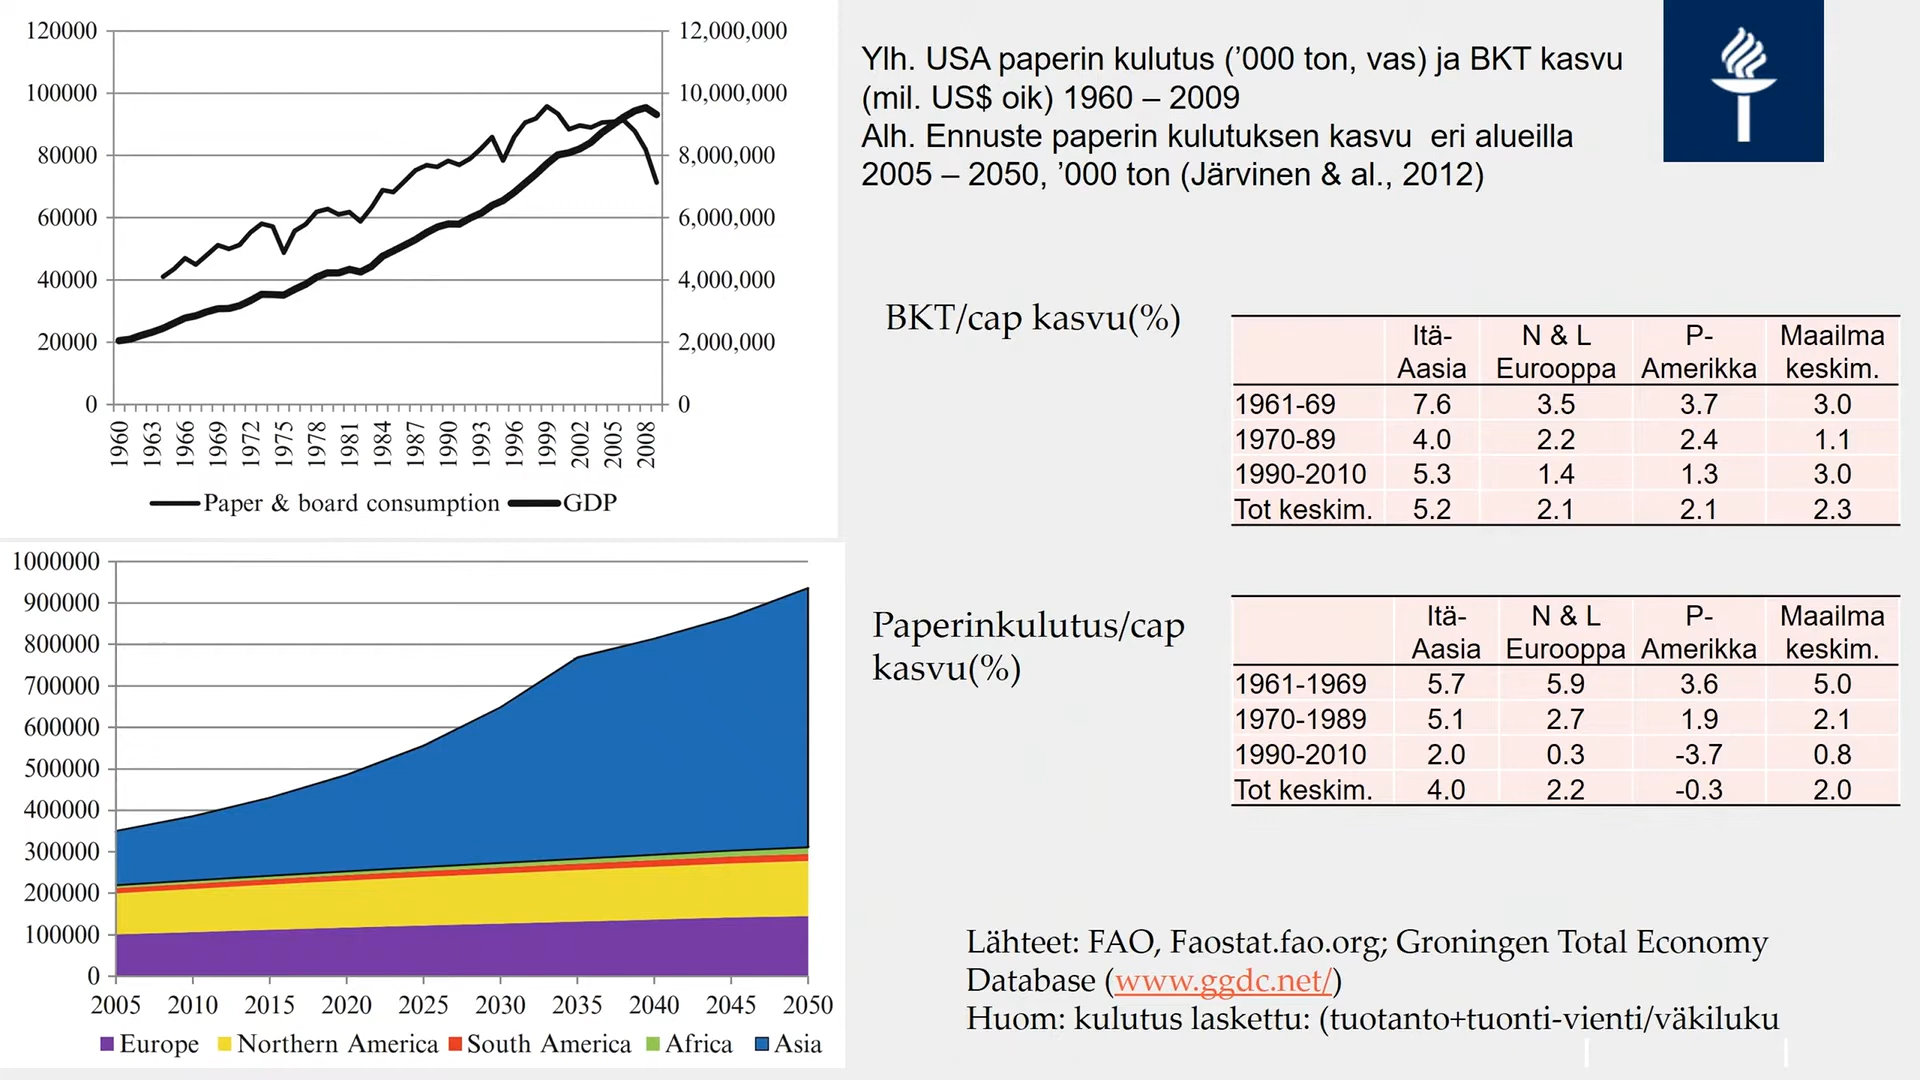 120000
100000
80000
60000
40000
20000
0
12,000,000
10,000,000
8,000,000
6,000,000
4,000,000
2,000,000
0
1960 1963 1966 1969 1972 1975 1978 1981 1984 1987 1990 1993 1996 1999 2002 2005 2008
Paper & board consumption GDP
Ylh. USA paperin kulutus (’000 ton, vas) ja BKT kasvu
(mil. US$ oik) 1960 – 2009
Alh. Ennuste paperin kulutuksen kasvu eri alueilla
2005 – 2050, ’000 ton (Järvinen & al., 2012)
BKT/cap kasvu(%)
Itä- N & L P- Maailma
Aasia Eurooppa Amerikka keskim.
1961-69 7.6 3.5 3.7 3.0
1970-89 4.0 2.2 2.4 1.1
1990-2010 5.3 1.4 1.3 3.0
Tot keskim. 5.2 2.1 2.1 2.3
1000000
900000
800000
700000
600000
500000
400000
300000
200000
100000
0
2005 2010 2015 2020 2025 2030 2035 2040 2045 2050
Europe Northern America South America Africa Asia
Paperinkulutus/cap
kasvu(%)
Itä- N & L P- Maailma
Aasia Eurooppa Amerikka keskim.
1961-1969 5.7 5.9 3.6 5.0
1970-1989 5.1 2.7 1.9 2.1
1990-2010 2.0 0.3 -3.7 0.8
Tot keskim. 4.0 2.2 -0.3 2.0
Lähteet: FAO, Faostat.fao.org; Groningen Total Economy
Database (www.ggdc.net/)
Huom: kulutus laskettu: (tuotanto+tuonti-vienti/väkiluku